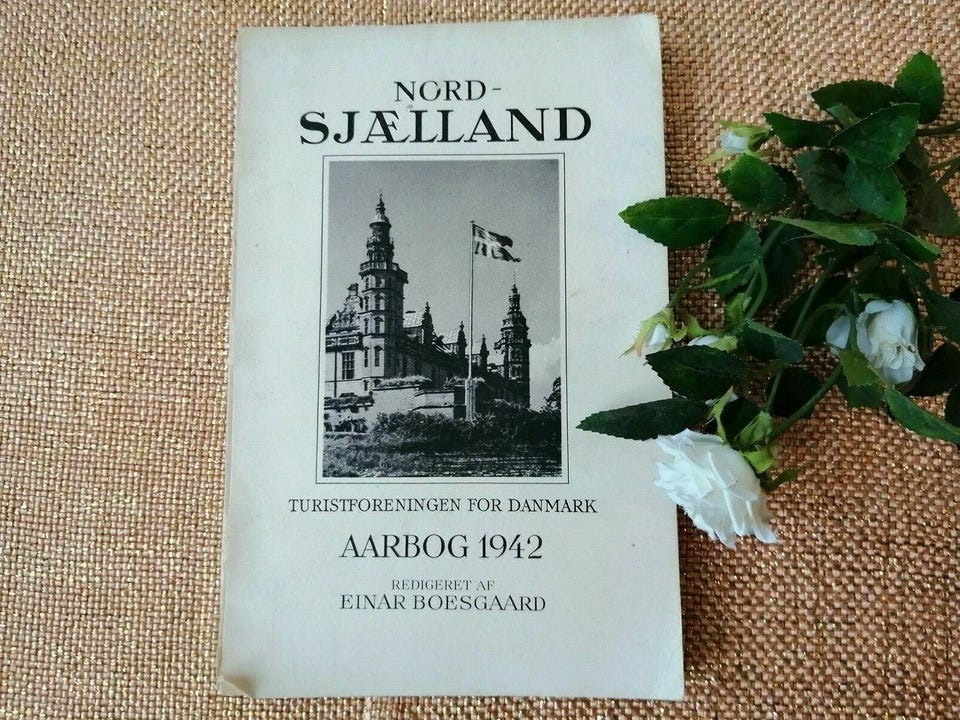 NORD-
SJÆLLAND
TURISTFORENINGEN FOR DANMARK
AARBOG 1942
REDIGERET AF
EINAR BOESGAARD